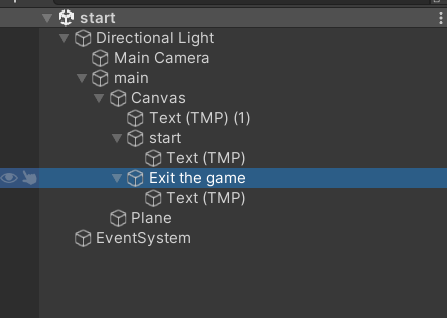 start
Directional Light
Main Camera
main
Canvas
Text (TMP) (1)
start
Text (TMP)
Exit the game
Text (TMP)
Plane
EventSystem